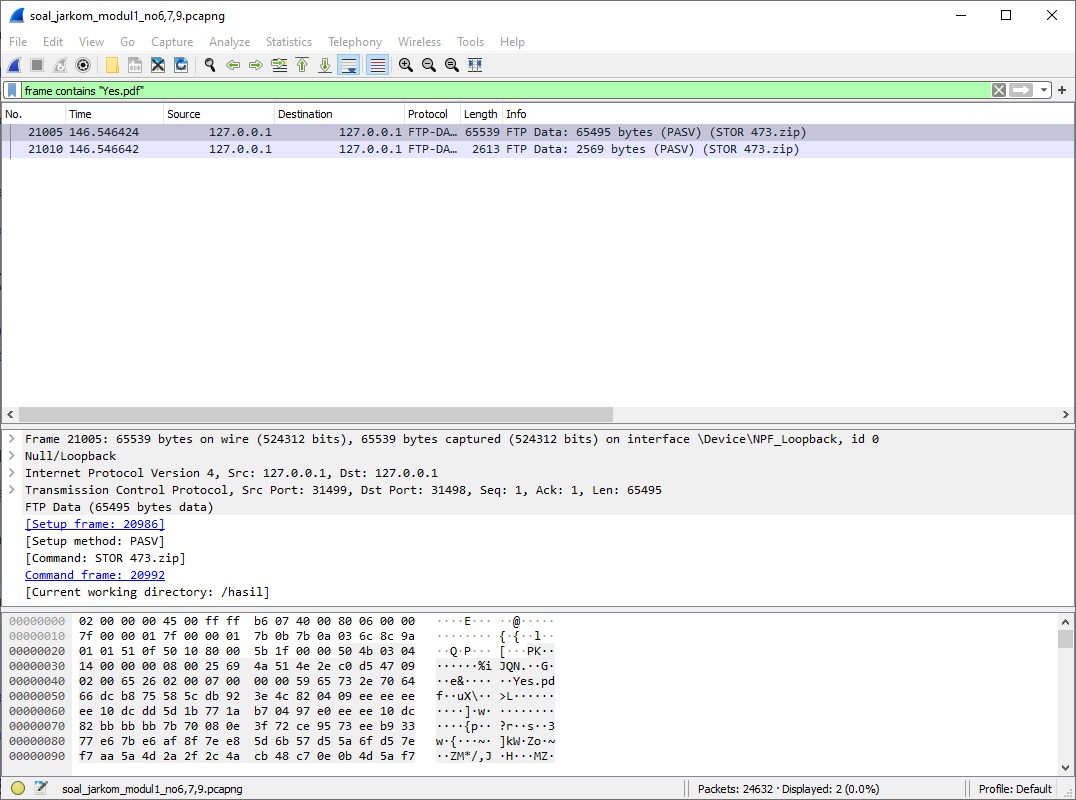 soal_jarkom_modul1_no6,7,9.pcapng
File Edit View Go Capture Analyze Statistics Telephony Wireless Tools Help
frame contains "Yes.pdf"
No. Time Source Destination Protocol Length Info
21005 146.546424 127.0.0.1 127.0.0.1 FTP-DA… 65539 FTP Data: 65495 bytes (PASV) (STOR 473.zip)
21010 146.546642 127.0.0.1 127.0.0.1 FTP-DA… 2613 FTP Data: 2569 bytes (PASV) (STOR 473.zip)
Frame 21005: 65539 bytes on wire (524312 bits), 65539 bytes captured (524312 bits) on interface \Device\NPF_Loopback, id 0
Null/Loopback
Internet Protocol Version 4, Src: 127.0.0.1, Dst: 127.0.0.1
Transmission Control Protocol, Src Port: 31499, Dst Port: 31498, Seq: 1, Ack: 1, Len: 65495
FTP Data (65495 bytes data)
[Setup frame: 20986]
[Setup method: PASV]
[Command: STOR 473.zip]
Command frame: 20992
[Current working directory: /hasil]
00000000 02 00 00 00 45 00 ff ff b6 07 40 00 80 06 00 00 ····E··· ··@·····
00000010 7f 00 00 01 7f 00 00 01 7b 0b 7b 0a 03 6c 8c 9a ········ {·{··l··
00000020 01 01 51 0f 50 10 80 00 5b 1f 00 00 50 4b 03 04 ··Q·P··· [···PK··
00000030 14 00 00 00 08 00 25 69 4a 51 4e 2e c0 d5 47 09 ······%i JQN.··G·
00000040 02 00 65 26 02 00 07 00 00 00 59 65 73 2e 70 64 ··e&···· ··Yes.pd
00000050 66 dc b8 75 58 5c db 92 3e 4c 82 04 09 ee ee ee f··uX\·· >L······
00000060 ee 10 dc dd 5d 1b 77 1a b7 04 97 e0 ee ee 10 dc ····]·w· ········
00000070 82 bb bb bb 7b 70 08 0e 3f 72 ce 95 73 ee b9 33 ····{p·· ?r··s··3
00000080 77 e6 7b e6 af 8f 7e e8 5d 6b 57 d5 5a 6f d5 7e w·{···~· ]kW·Zo·~
00000090 f7 aa 5a 4d 2a 2f 2c 4a cb 48 c7 0e 0b 4d 5a f7 ··ZM*/,J ·H···MZ·
soal_jarkom_modul1_no6,7,9.pcapng Packets: 24632 · Displayed: 2 (0.0%) Profile: Default